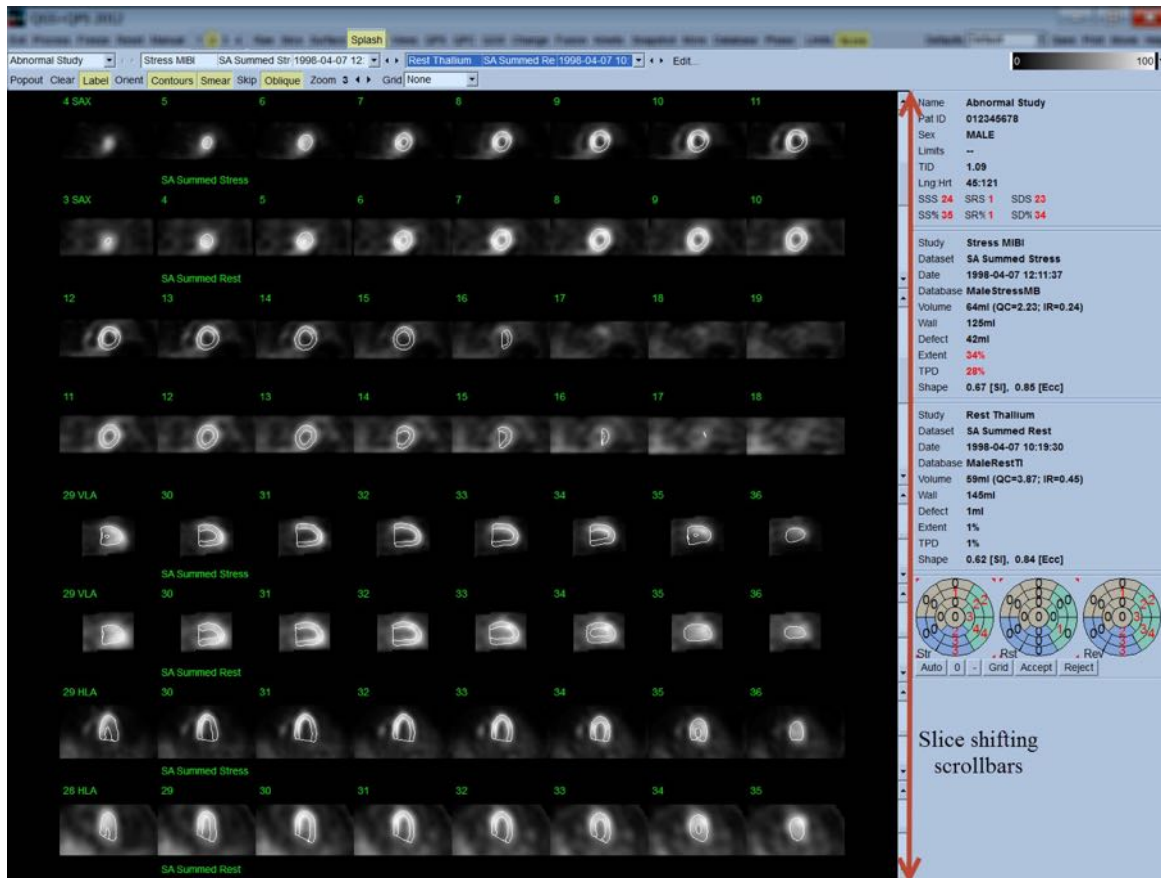 QGS+QPS 2012
Splash
Abnormal Study Stress MIBI SA Summed Str 1998-04-07 12: Rest Thallium SA Summed Re 1998-04-07 10: Edit...
0 100
Popout Clear Label Orient Contours Smear Skip Oblique Zoom 3 Grid None
4 SAX 5 6 7 8 9 10 11
SA Summed Stress
3 SAX 4 5 6 7 8 9 10
SA Summed Rest
12 13 14 15 16 17 18 19
11 12 13 14 15 16 17 18
29 VLA 30 31 32 33 34 35 36
SA Summed Stress
29 VLA 30 31 32 33 34 35 36
SA Summed Rest
29 HLA 30 31 32 33 34 35 36
SA Summed Stress
28 HLA 29 30 31 32 33 34 35
SA Summed Rest
Name Abnormal Study
Pat ID 012345678
Sex MALE
Limits --
TID 1.09
Lng:Hrt 45:121
SSS 24 SRS 1 SDS 23
SS% 35 SR% 1 SD% 34
Study Stress MIBI
Dataset SA Summed Stress
Date 1998-04-07 12:11:37
Database MaleStressMB
Volume 64ml (QC=2.23; IR=0.24)
Wall 125ml
Defect 42ml
Extent 34%
TPD 28%
Shape 0.67 [SI], 0.85 [Ecc]
Study Rest Thallium
Dataset SA Summed Rest
Date 1998-04-07 10:19:30
Database MaleRestTl
Volume 59ml (QC=3.87; IR=0.45)
Wall 145ml
Defect 1ml
Extent 1%
TPD 1%
Shape 0.62 [SI], 0.84 [Ecc]
Str Rst Rev
Auto 0 - Grid Accept Reject
Slice shifting
scrollbars